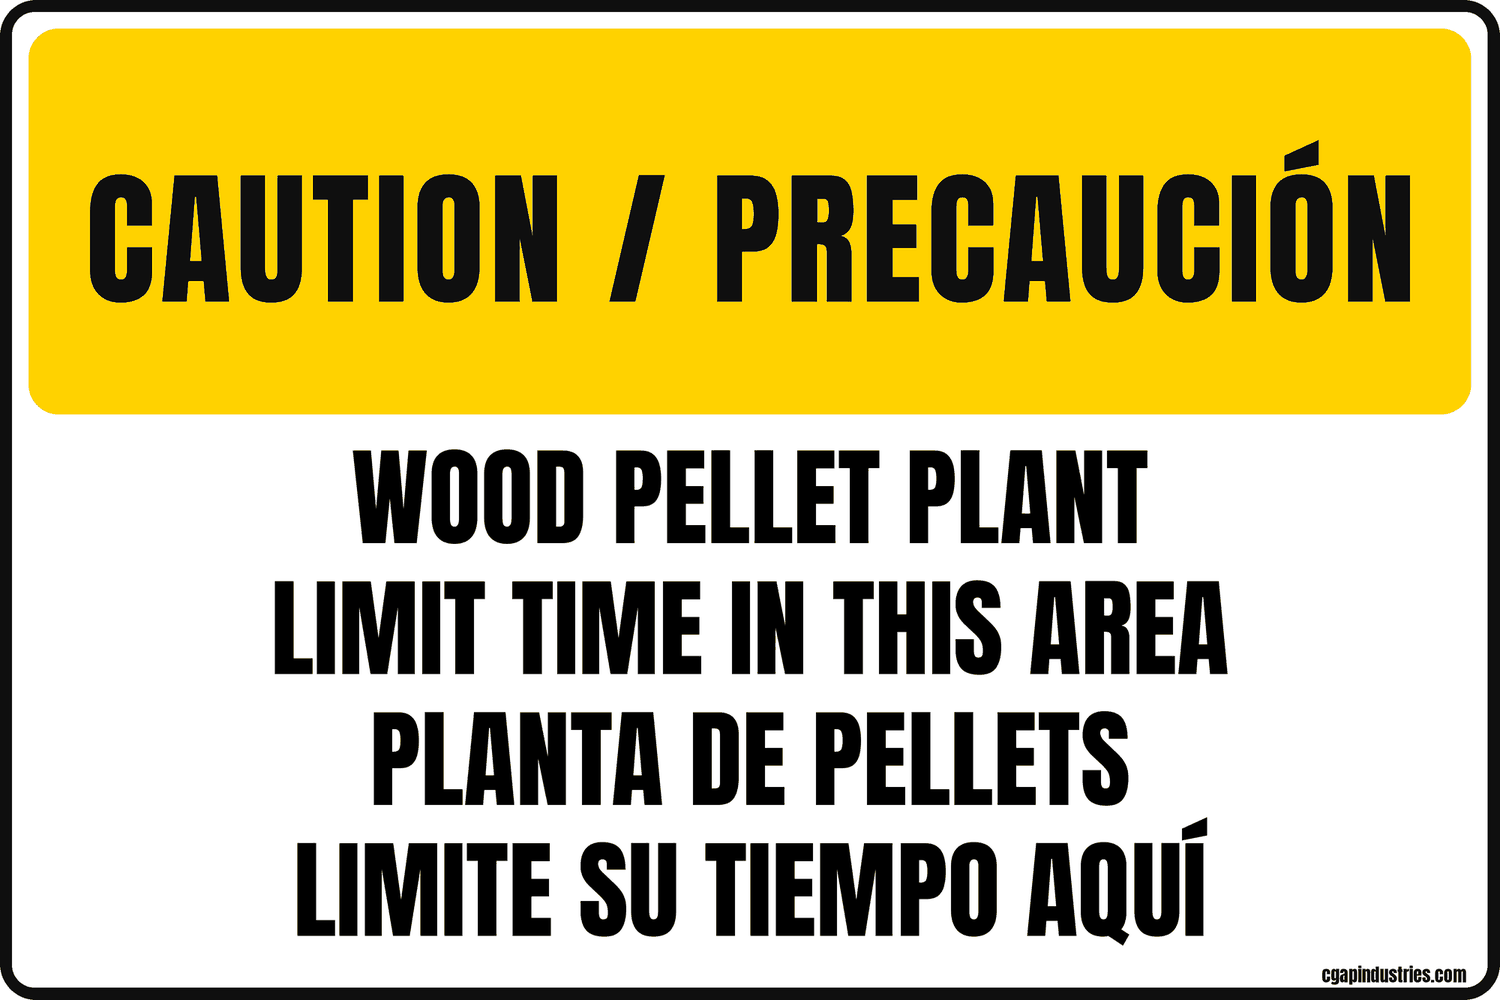 CAUTION / PRECAUCIÓN
WOOD PELLET PLANT
LIMIT TIME IN THIS AREA
PLANTA DE PELLETS
LIMITE SU TIEMPO AQUÍ
cgapindustries.com